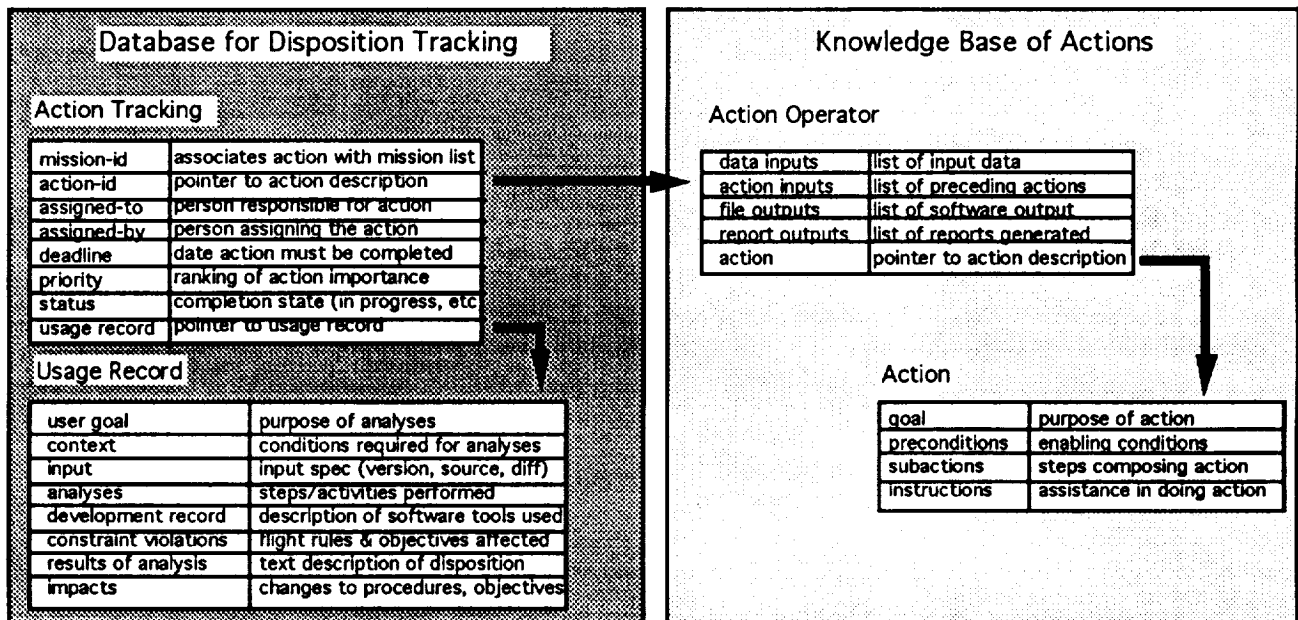 Database for Disposition Tracking
Action Tracking
mission-id associates action with mission list
action-id pointer to action description
assigned-to person responsible for action
assigned-by person assigning the action
deadline date action must be completed
priority ranking of action importance
status completion state (in progress, etc
usage record pointer to usage record
Usage Record
user goal purpose of analyses
context conditions required for analyses
input input spec (version, source, diff)
analyses steps/activities performed
development record description of software tools used
constraint violations flight rules & objectives affected
results of analysis text description of disposition
impacts changes to procedures, objectives
Knowledge Base of Actions
Action Operator
data inputs list of input data
action inputs list of preceding actions
file outputs list of software output
report outputs list of reports generated
action pointer to action description
Action
goal purpose of action
preconditions enabling conditions
subactions steps composing action
instructions assistance in doing action